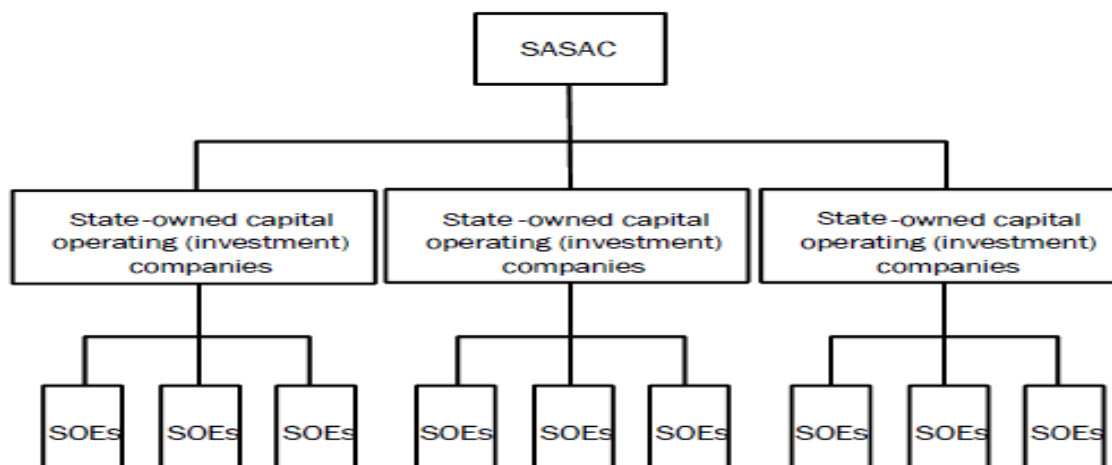 SASAC
State-owned capital
operating (investment)
companies
State-owned capital
operating (investment)
companies
State-owned capital
operating (investment)
companies
SOEs
SOEs
SOEs
SOEs
SOEs
SOEs
SOEs
SOEs
SOEs